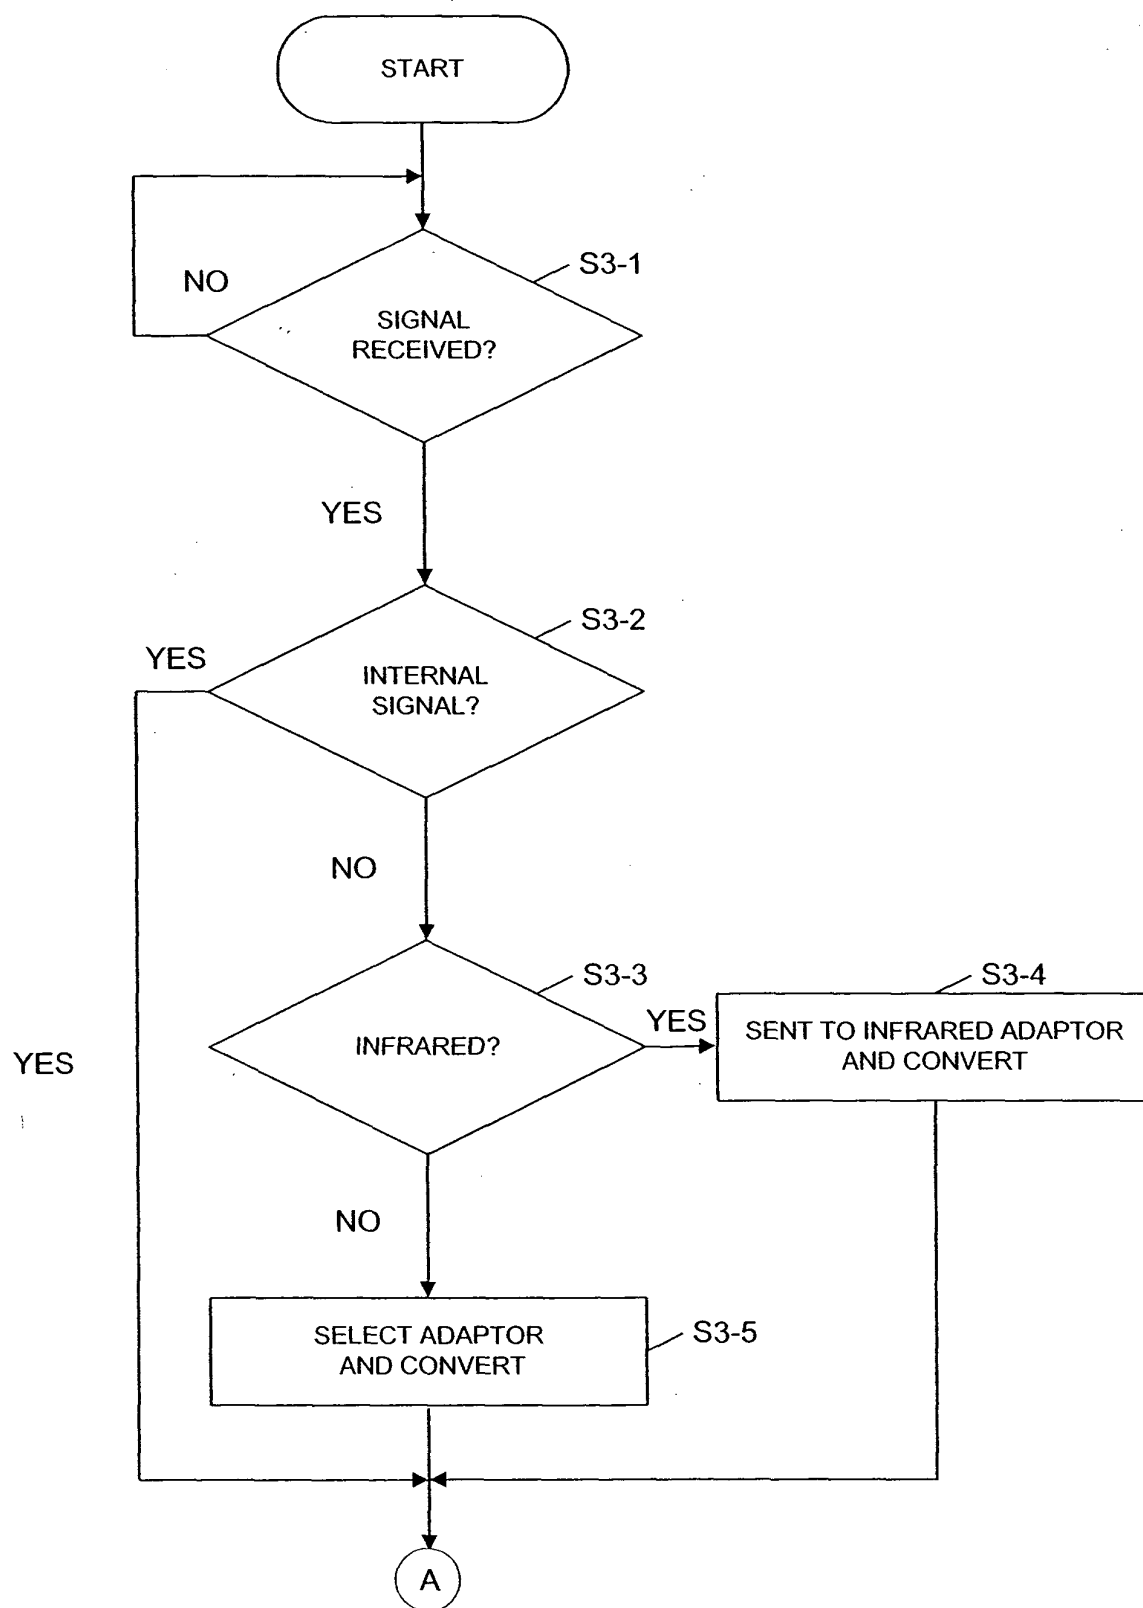 START
S3-1
NO
SIGNAL
RECEIVED?
YES
S3-2
YES
INTERNAL
SIGNAL?
NO
S3-3
S3-4
YES
SENT TO INFRARED ADAPTOR
AND CONVERT
INFRARED?
YES
NO
SELECT ADAPTOR
AND CONVERT
S3-5
A